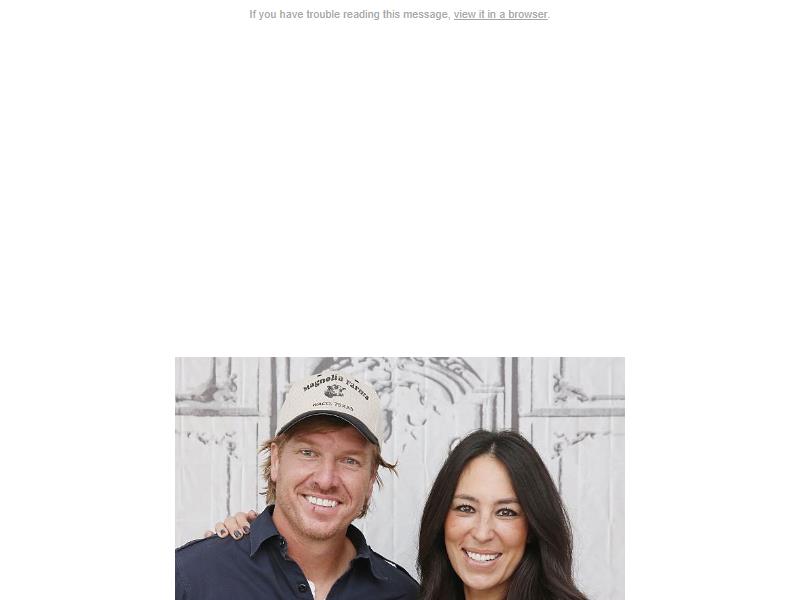 If you have trouble reading this message, view it in a browser.
Magnolia Farms
WACO, TEXAS